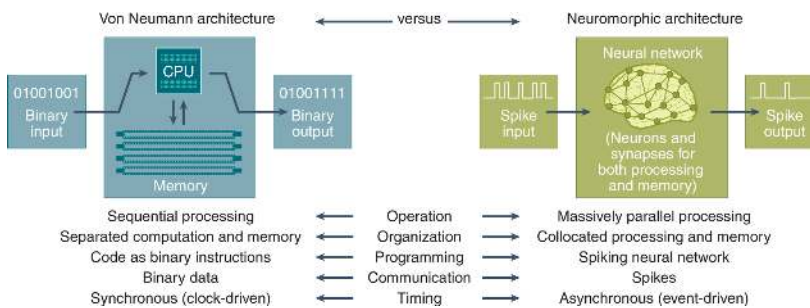 Von Neumann architecture
versus
Neuromorphic architecture
01001001
Binary
input
CPU
Memory
01001111
Binary
output
Spike
input
Neural network
(Neurons and
synapses for
both processing
and memory)
Spike
output
Sequential processing Operation Massively parallel processing
Separated computation and memory Organization Collocated processing and memory
Code as binary instructions Programming Spiking neural network
Binary data Communication Spikes
Synchronous (clock-driven) Timing Asynchronous (event-driven)